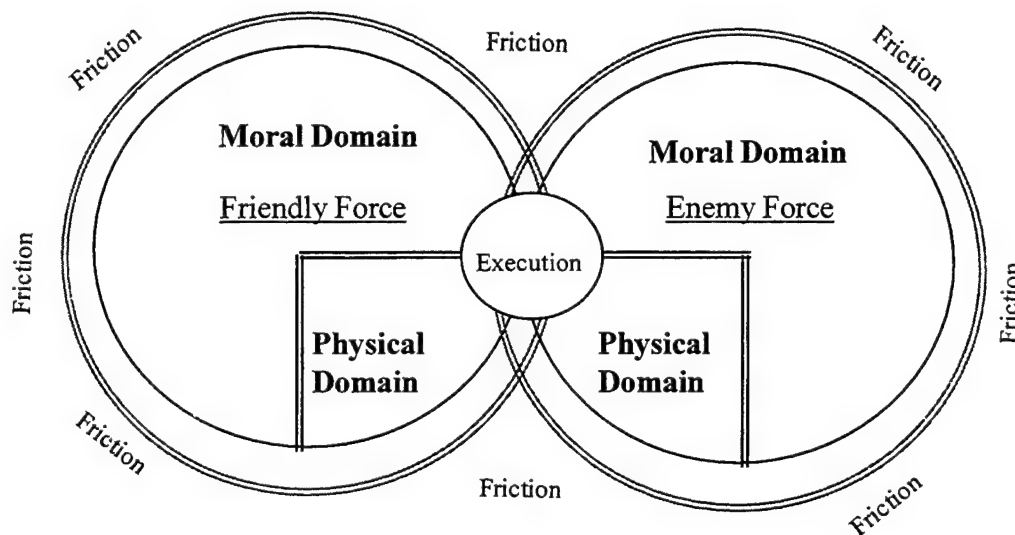 Friction
Friction
Friction
Moral Domain
Moral Domain
Friendly Force
Enemy Force
Execution
Friction
Friction
Physical
Domain
Physical
Domain
Friction
Friction
Friction